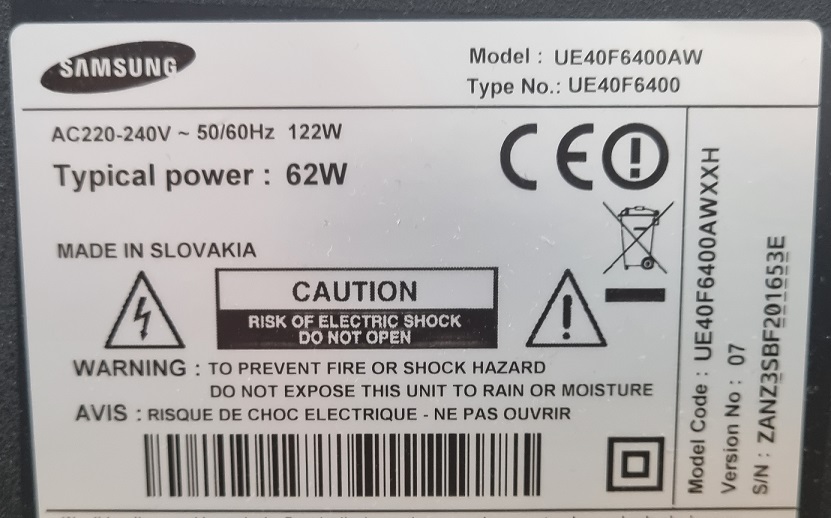 SAMSUNG
Model : UE40F6400AW
Type No.: UE40F6400
AC220-240V ~ 50/60Hz 122W
Typical power : 62W
MADE IN SLOVAKIA
CAUTION
RISK OF ELECTRIC SHOCK
DO NOT OPEN
WARNING : TO PREVENT FIRE OR SHOCK HAZARD
DO NOT EXPOSE THIS UNIT TO RAIN OR MOISTURE
AVIS : RISQUE DE CHOC ELECTRIQUE - NE PAS OUVRIR
CE
Model Code : UE40F6400AWXXH
Version No : 07
S/N : ZANZ3SBF201653E